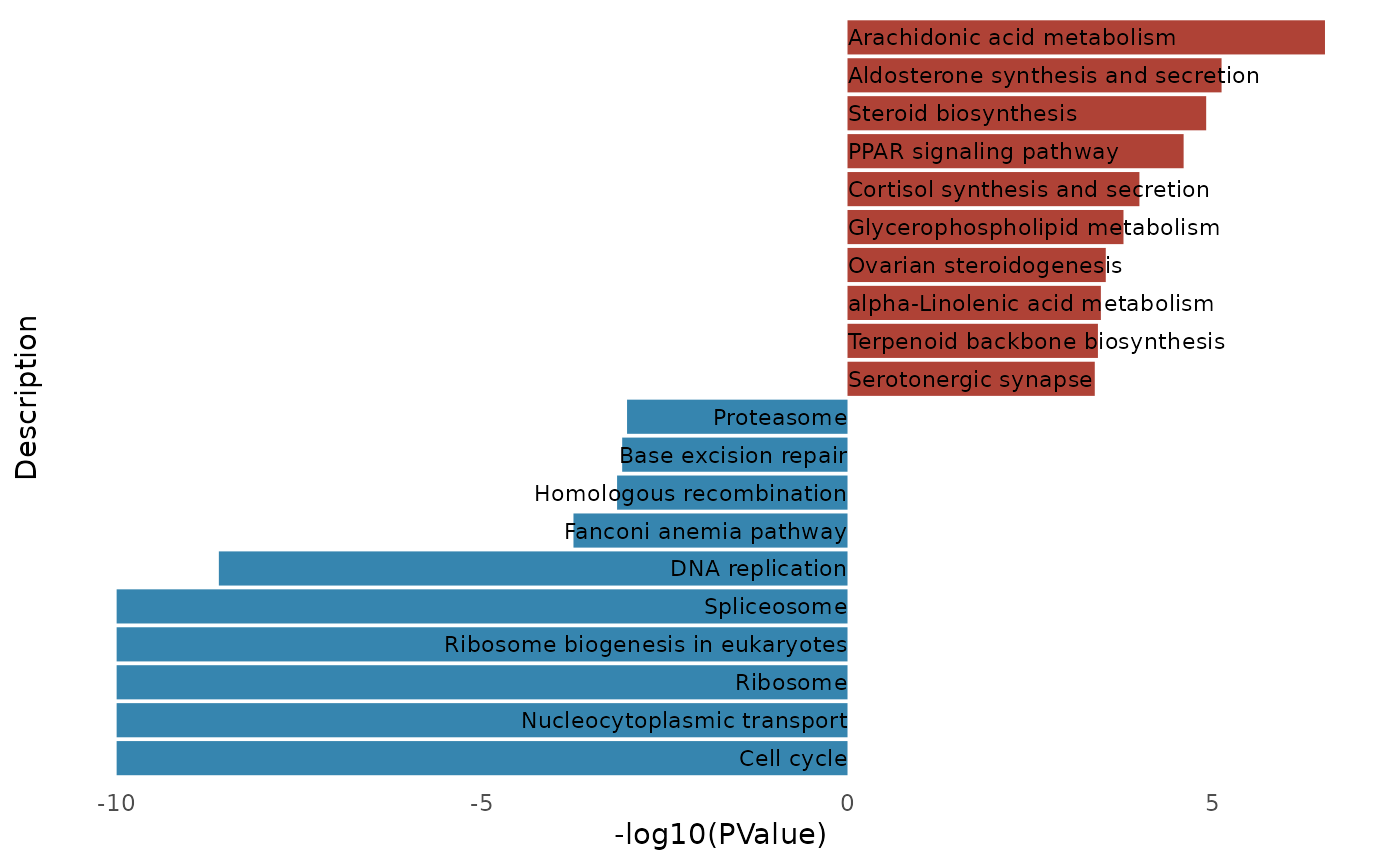 Arachidonic acid metabolism
Aldosterone synthesis and secretion
Steroid biosynthesis
PPAR signaling pathway
Cortisol synthesis and secretion
Glycerophospholipid metabolism
Ovarian steroidogenesis
alpha-Linolenic acid metabolism
Terpenoid backbone biosynthesis
Serotonergic synapse
Proteasome
Base excision repair
Homologous recombination
Fanconi anemia pathway
DNA replication
Spliceosome
Ribosome biogenesis in eukaryotes
Ribosome
Nucleocytoplasmic transport
Cell cycle
Description
-10 -5 0 5
-log10(PValue)